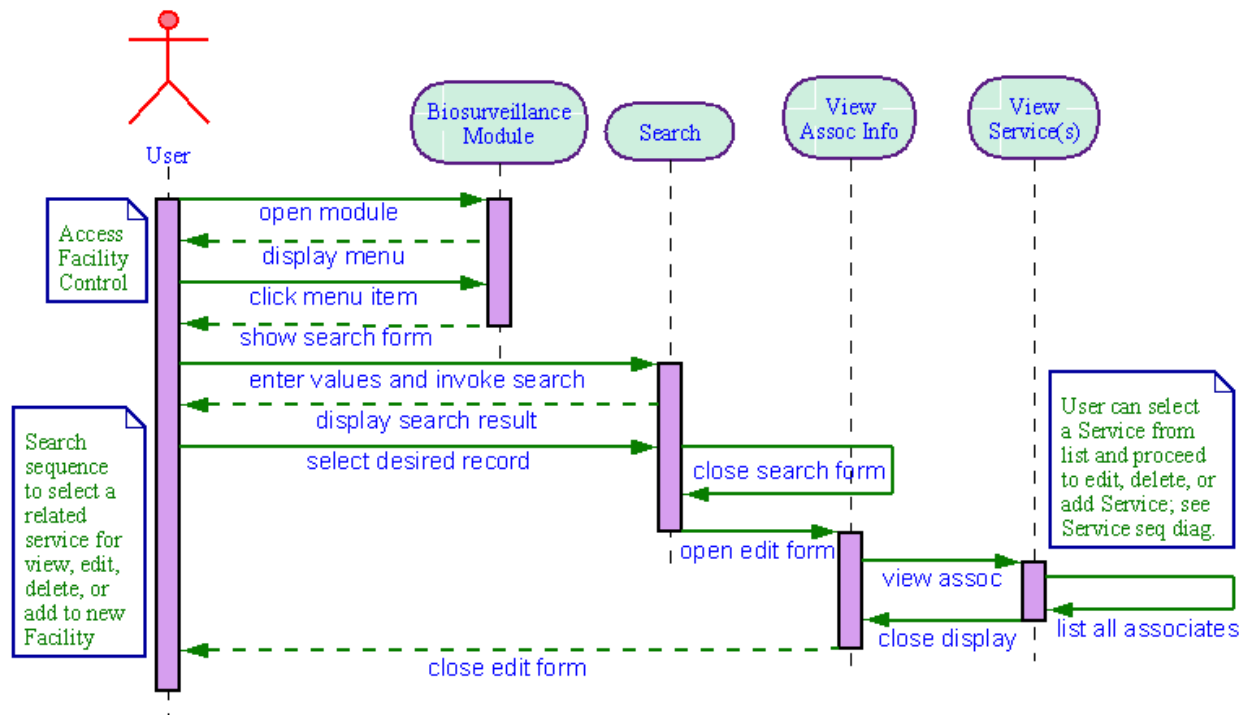 User
Biosurveillance
Module
Search
View
Assoc Info
View
Service(s)
Access
Facility
Control
open module
display menu
click menu item
show search form
enter values and invoke search
display search result
select desired record
close search form
Search
sequence
to select a
related
service for
view, edit,
delete, or
add to new
Facility
User can select
a Service from
list and proceed
to edit, delete, or
add Service; see
Service seq diag.
open edit form
view assoc
list all associates
close display
close edit form